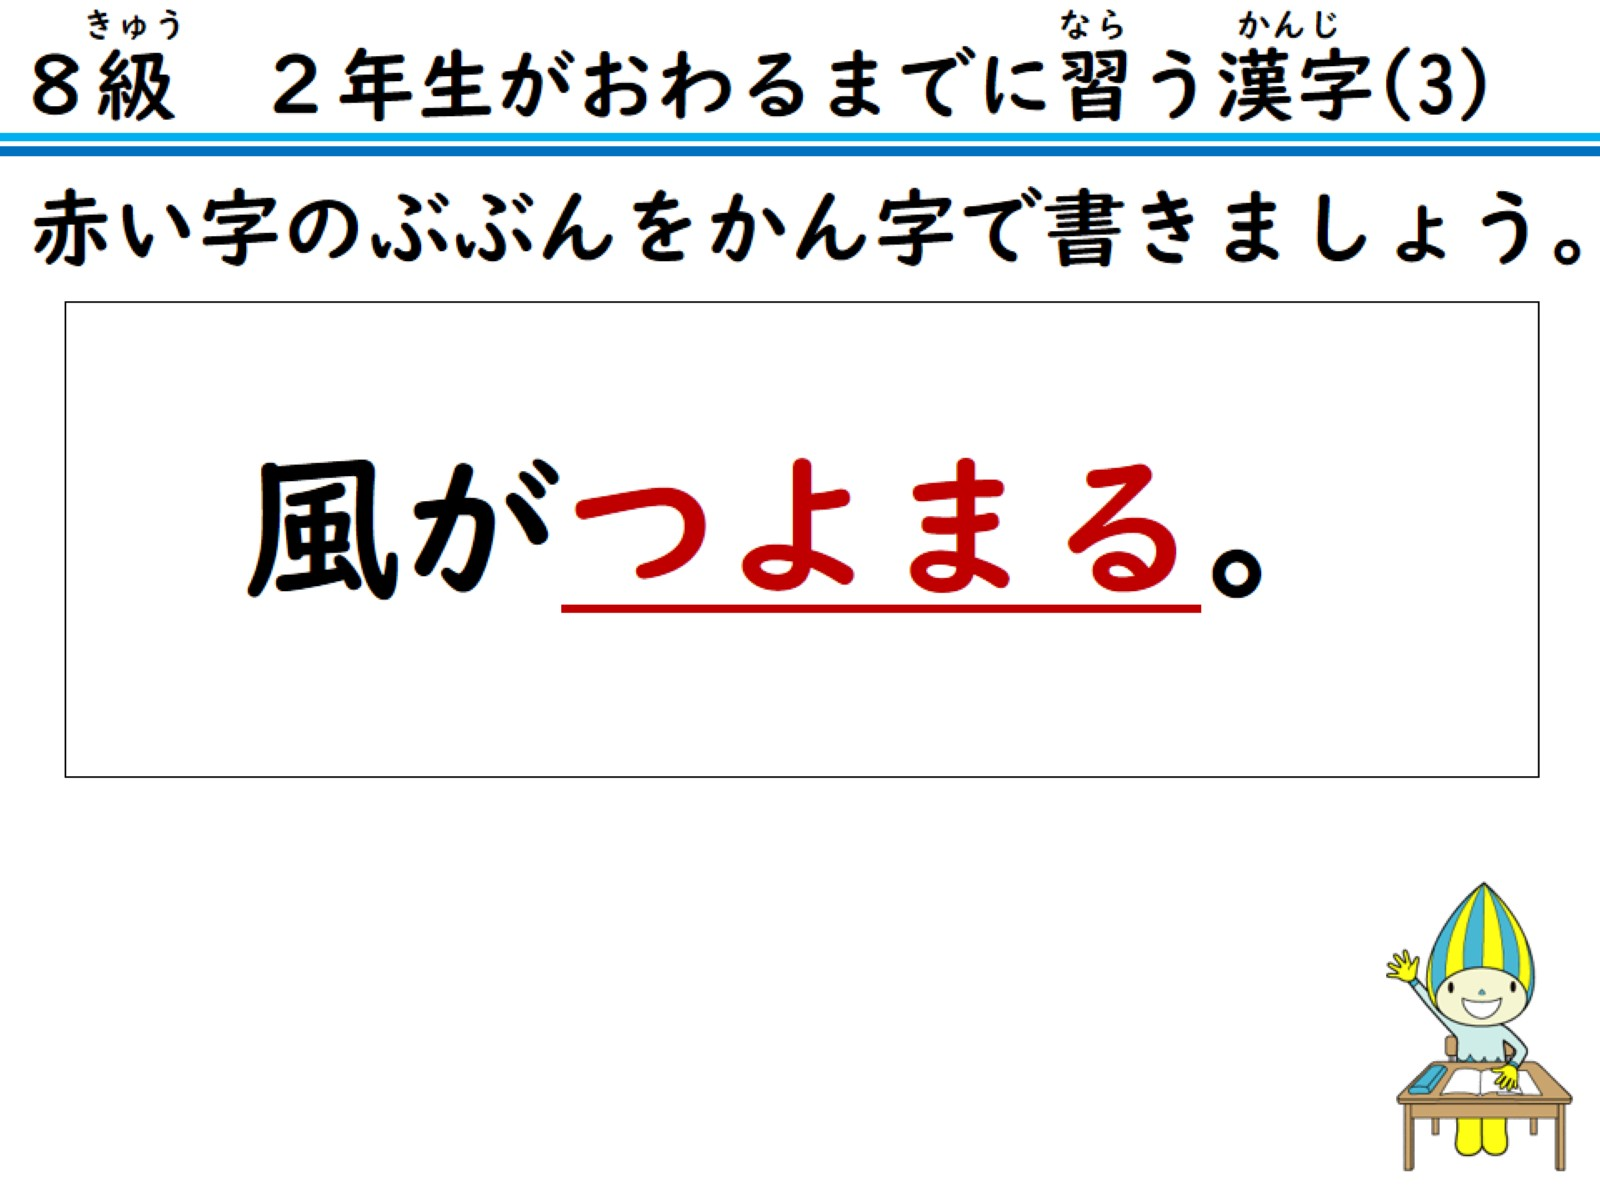 きゅう なら かんじ
８級　２年生がおわるまでに習う漢字(3)
赤い字のぶぶんをかん字で書きましょう。
風がつよまる。